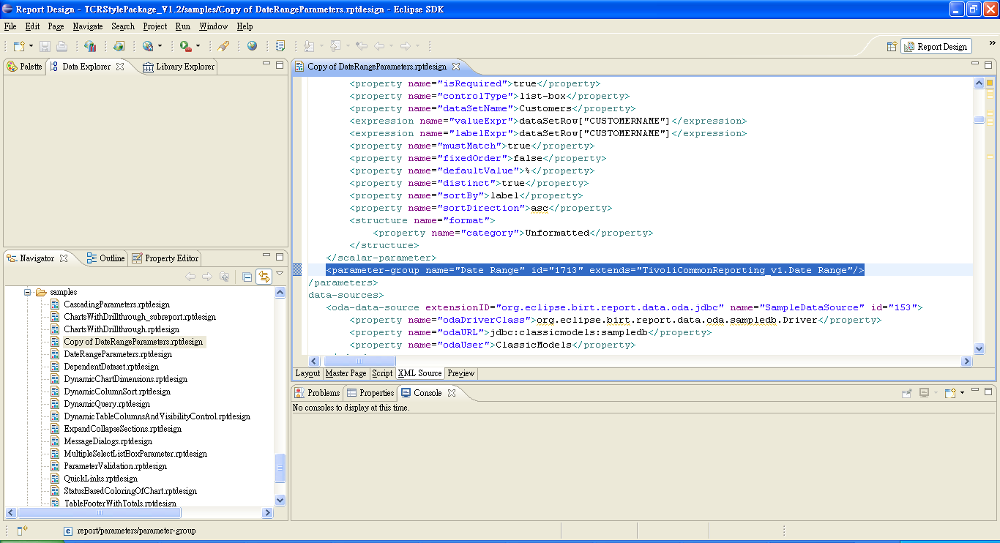 Report Design - TCRStylePackage_V1.2/samples/Copy of DateRangeParameters.rptdesign - Eclipse SDK
File Edit Page Navigate Search Project Run Window Help
Report Design
Palette Data Explorer Library Explorer
Copy of DateRangeParameters.rptdesign
<property name="isRequired">true</property>
<property name="controlType">list-box</property>
<property name="dataSetName">Customers</property>
<expression name="valueExpr">dataSetRow["CUSTOMERNAME"]</expression>
<expression name="labelExpr">dataSetRow["CUSTOMERNAME"]</expression>
<property name="mustMatch">true</property>
<property name="fixedOrder">false</property>
<property name="defaultValue">%</property>
<property name="distinct">true</property>
<property name="sortBy">label</property>
<property name="sortDirection">asc</property>
<structure name="format">
<property name="category">Unformatted</property>
</structure>
</scalar-parameter>
<parameter-group name="Date Range" id="1713" extends="TivoliCommonReporting_v1.Date Range"/>
/parameters>
data-sources>
<oda-data-source extensionID="org.eclipse.birt.report.data.oda.jdbc" name="SampleDataSource" id="153">
<property name="odaDriverClass">org.eclipse.birt.report.data.oda.sampledb.Driver</property>
<property name="odaURL">jdbc:classicmodels:sampledb</property>
<property name="odaUser">ClassicModels</property>
Layout Master Page Script XML Source Preview
Navigator Outline Property Editor
samples
CascadingParameters.rptdesign
ChartsWithDrillthrough_subreport.rptdesign
ChartsWithDrillthrough.rptdesign
Copy of DateRangeParameters.rptdesign
DateRangeParameters.rptdesign
DependentDataset.rptdesign
DynamicChartDimensions.rptdesign
DynamicColumnSort.rptdesign
DynamicQuery.rptdesign
DynamicTableColumnsAndVisibilityControl.rptdesign
ExpandCollapseSections.rptdesign
MessageDialogs.rptdesign
MultipleSelectListBoxParameter.rptdesign
ParameterValidation.rptdesign
QuickLinks.rptdesign
StatusBasedColoringOfChart.rptdesign
TableFooterWithTotals.rptdesign
Problems Properties Console
No consoles to display at this time.
report/parameters/parameter-group